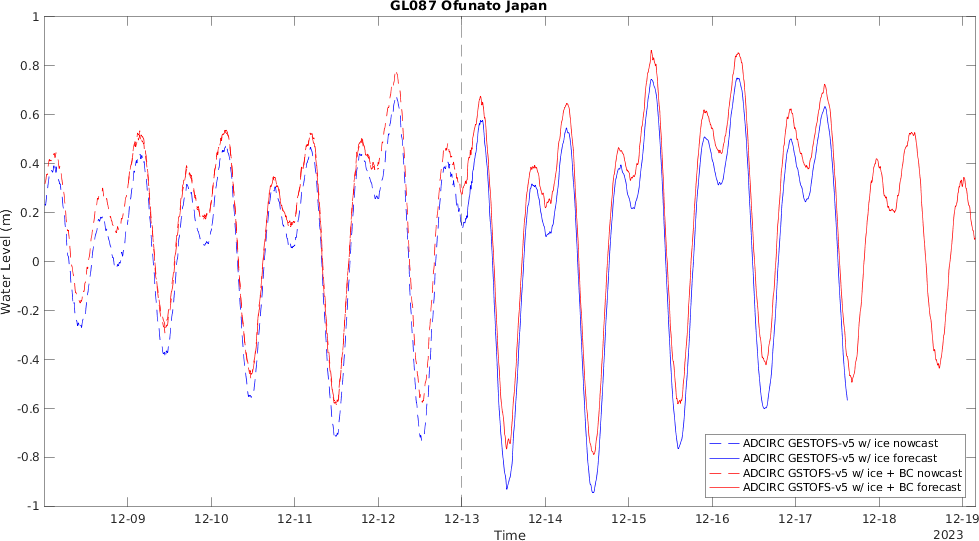 GL087 Ofunato Japan
1
0.8
0.6
0.4
0.2
0
-0.2
-0.4
-0.6
-0.8
-1
Water Level (m)
ADCIRC GESTOFS-v5 w/ ice nowcast
ADCIRC GESTOFS-v5 w/ ice forecast
ADCIRC GSTOFS-v5 w/ ice + BC nowcast
ADCIRC GSTOFS-v5 w/ ice + BC forecast
12-09 12-10 12-11 12-12 12-13 12-14 12-15 12-16 12-17 12-18 12-19
Time
2023